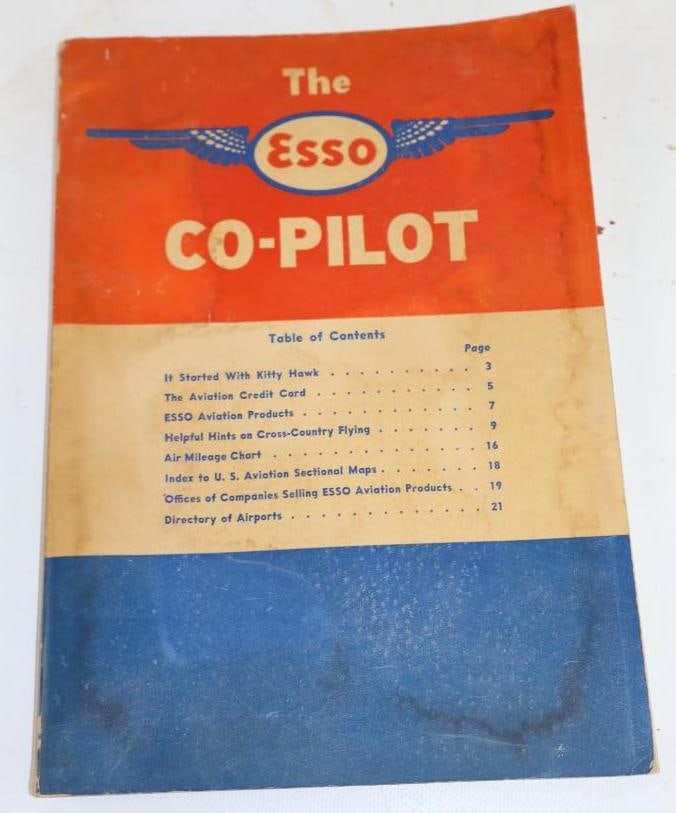 The
Esso
CO-PILOT
Table of Contents
Page
It Started With Kitty Hawk . . . . . . . . . . 3
The Aviation Credit Card . . . . . . . . . . . 5
ESSO Aviation Products . . . . . . . . . . . . 7
Helpful Hints on Cross-Country Flying . . . . . . . 9
Air Mileage Chart . . . . . . . . . . . . . . 16
Index to U. S. Aviation Sectional Maps . . . . . . . 18
Offices of Companies Selling ESSO Aviation Products . . 19
Directory of Airports . . . . . . . . . . . . . 21